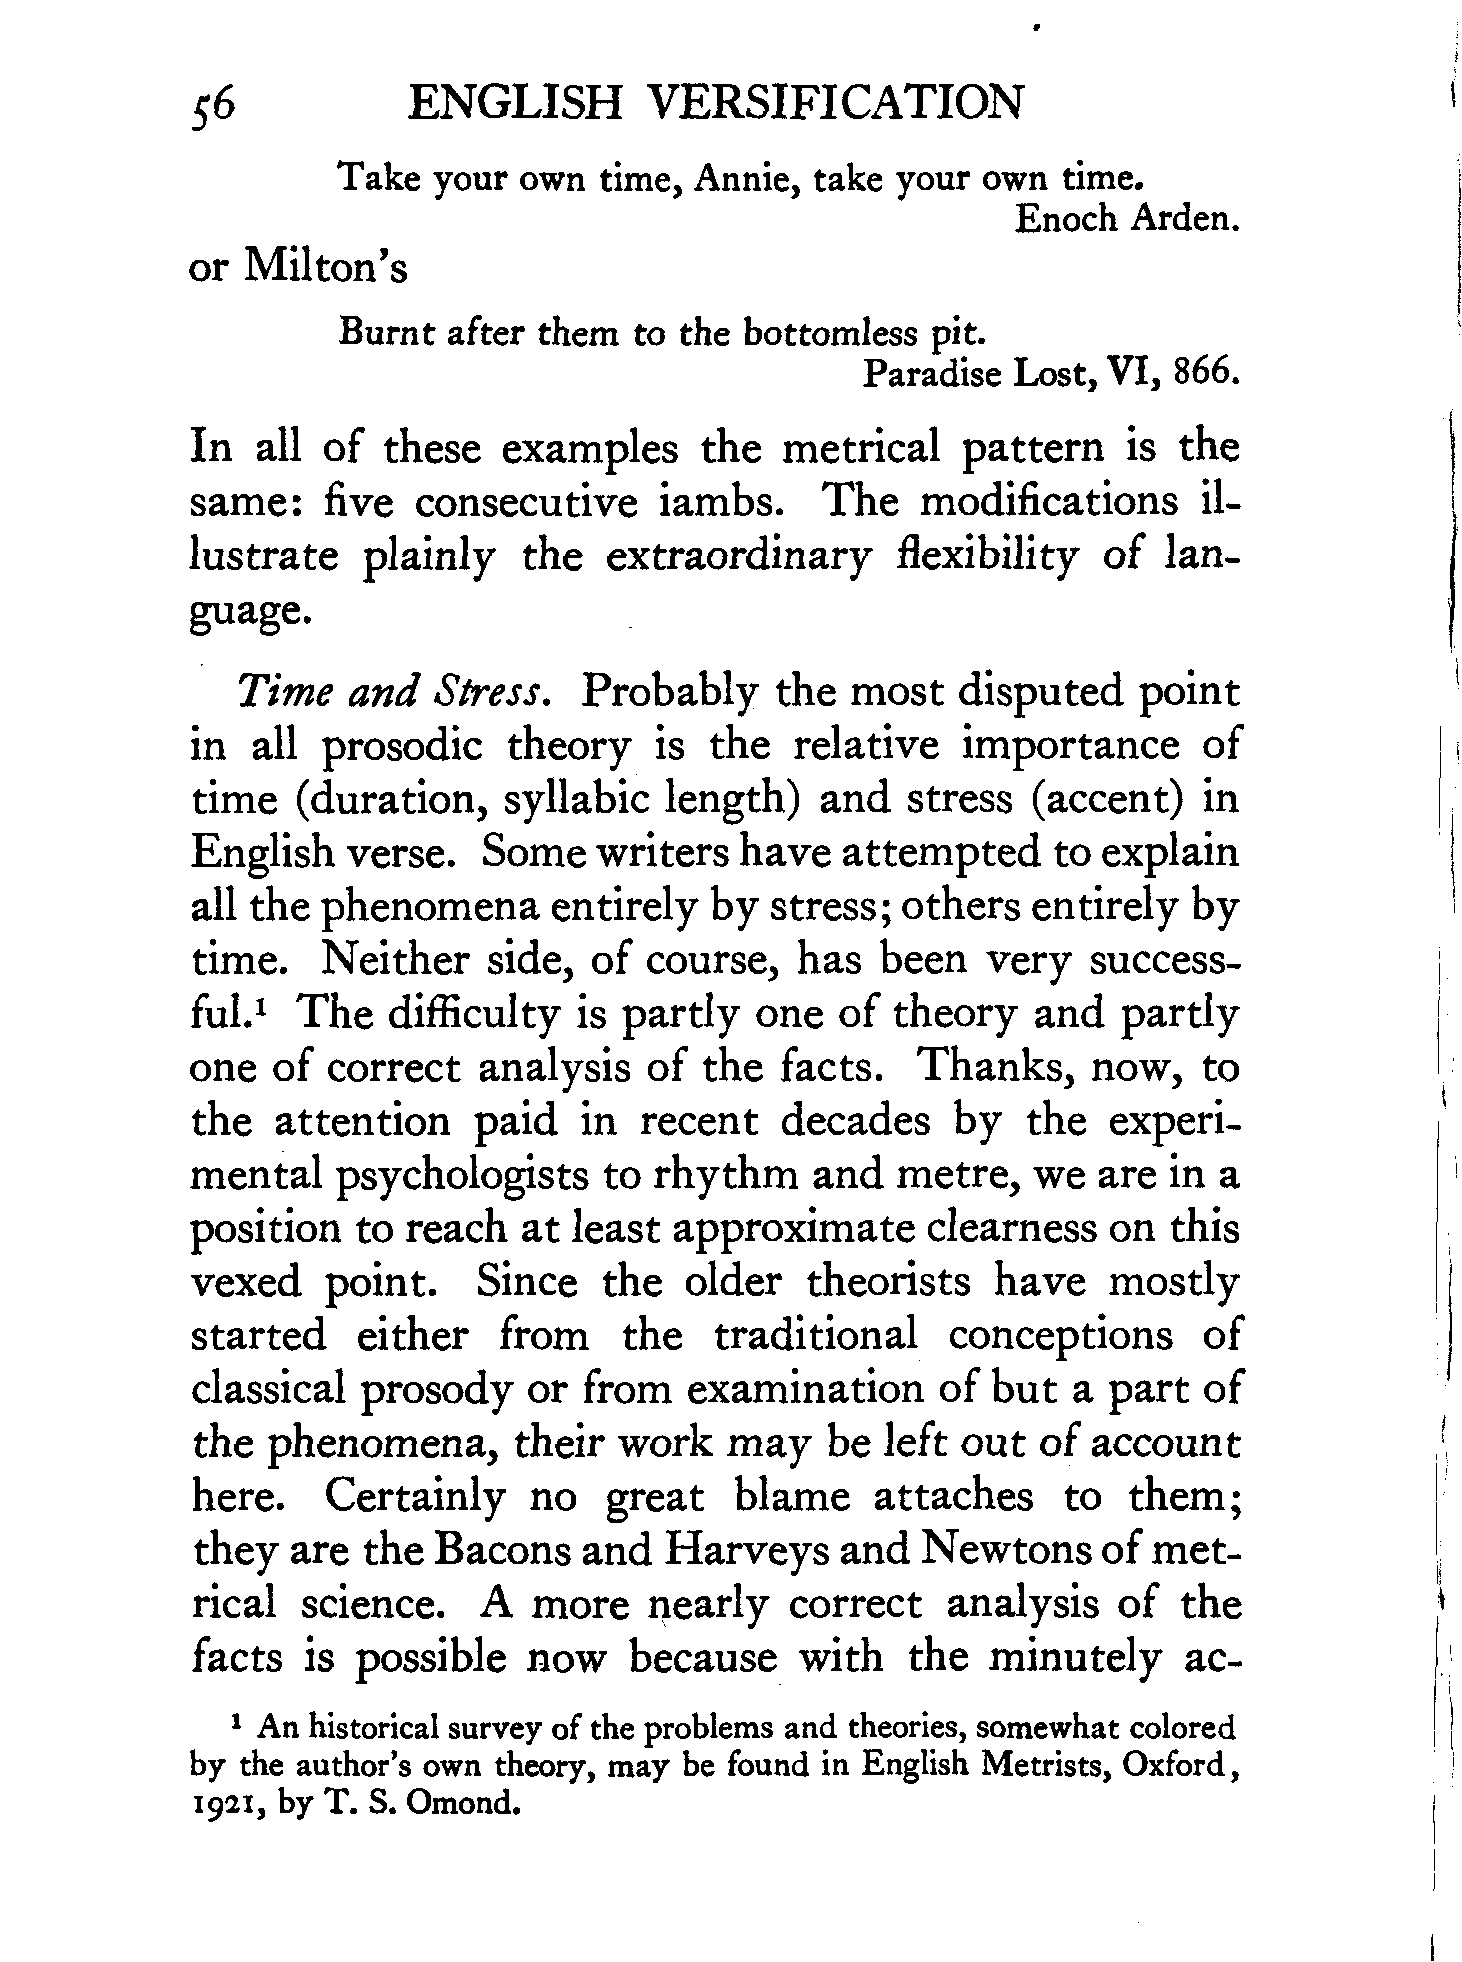 56 ENGLISH VERSIFICATION
Take your own time, Annie, take your own time.
Enoch Arden.
or Milton's
Burnt after them to the bottomless pit.
Paradise Lost, VI, 866.
In all of these examples the metrical pattern is the
same: five consecutive iambs. The modifications il-
lustrate plainly the extraordinary flexibility of lan-
guage.
Time and Stress. Probably the most disputed point
in all prosodic theory is the relative importance of
time (duration, syllabic length) and stress (accent) in
English verse. Some writers have attempted to explain
all the phenomena entirely by stress; others entirely by
time. Neither side, of course, has been very success-
ful.¹ The difficulty is partly one of theory and partly
one of correct analysis of the facts. Thanks, now, to
the attention paid in recent decades by the experi-
mental psychologists to rhythm and metre, we are in a
position to reach at least approximate clearness on this
vexed point. Since the older theorists have mostly
started either from the traditional conceptions of
classical prosody or from examination of but a part of
the phenomena, their work may be left out of account
here. Certainly no great blame attaches to them;
they are the Bacons and Harveys and Newtons of met-
rical science. A more nearly correct analysis of the
facts is possible now because with the minutely ac-
¹ An historical survey of the problems and theories, somewhat colored
by the author's own theory, may be found in English Metrists, Oxford,
1921, by T. S. Omond.